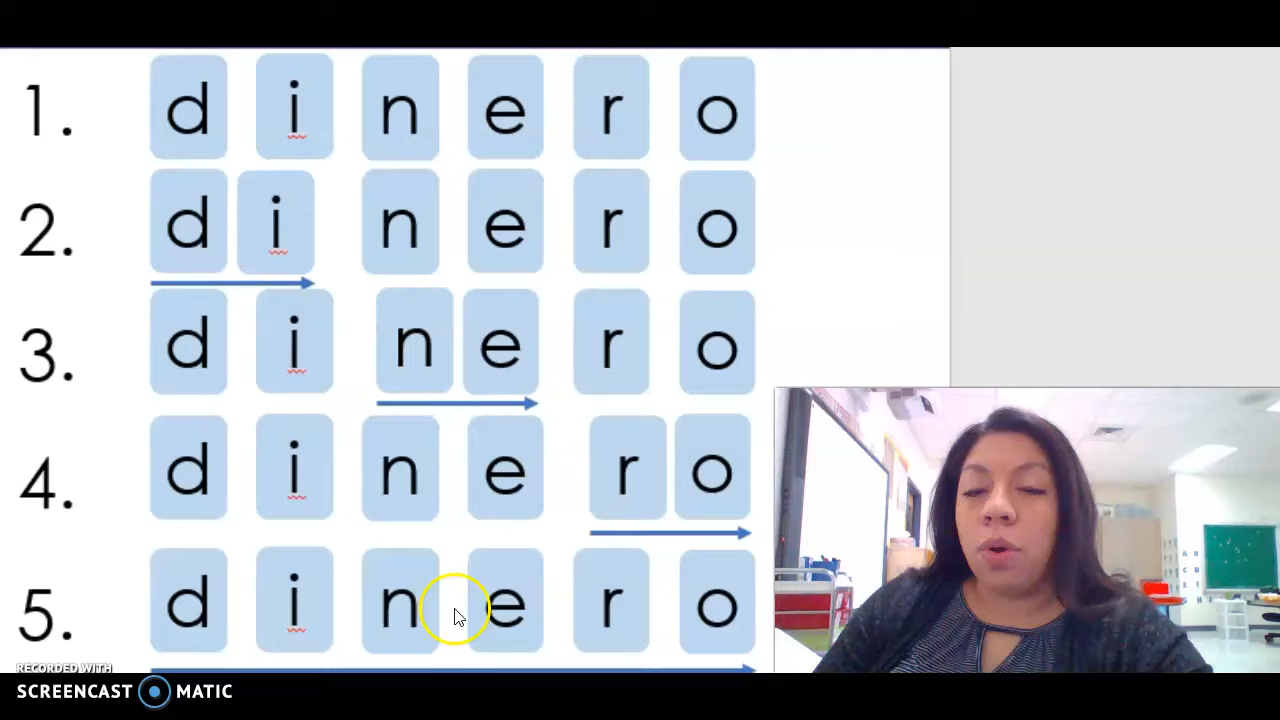 1. d i n e r o
2. d i n e r o
3. d i n e r o
4. d i n e r o
5. d i n e r o
RECORDED WITH
SCREENCAST MATIC